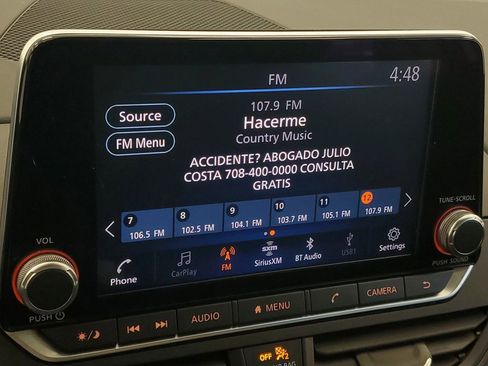 FM
4:48
107.9 FM
Source
Hacerme
Country Music
FM Menu
ACCIDENTE? ABOGADO JULIO
COSTA 708-400-0000 CONSULTA
GRATIS
TUNE-SCROLL
7 8 9 10 11 12
106.5 FM 102.5 FM 104.1 FM 103.7 FM 105.1 FM 107.9 FM
VOL
Phone
CarPlay
FM
sxm
SiriusXM
BT Audio
USB1
Settings
PUSH SOUND
PUSH
AUDIO
MENU
CAMERA
OFF 2